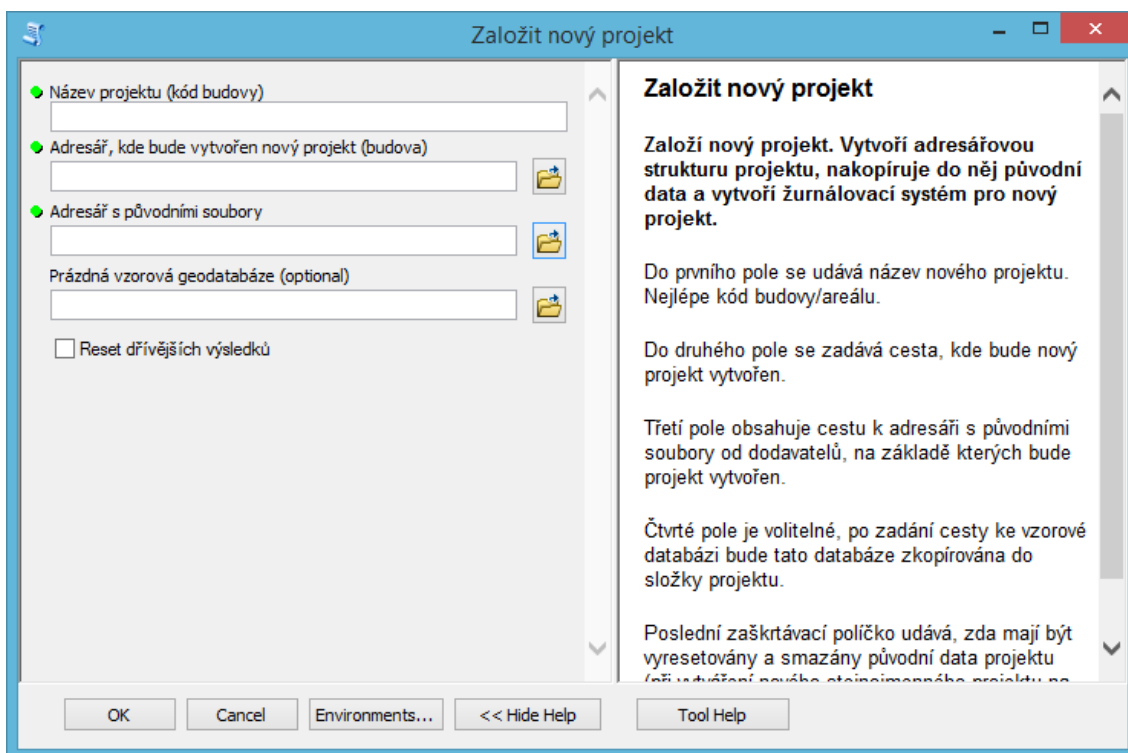 Založit nový projekt
Název projektu (kód budovy)
Adresář, kde bude vytvořen nový projekt (budova)
Adresář s původními soubory
Prázdná vzorová geodatabáze (optional)
Reset dřívějších výsledků
Založit nový projekt
Založí nový projekt. Vytvoří adresářovou
strukturu projektu, nakopíruje do něj původní
data a vytvoří žurnálovací systém pro nový
projekt.
Do prvního pole se udává název nového projektu.
Nejlépe kód budovy/areálu.
Do druhého pole se zadává cesta, kde bude nový
projekt vytvořen.
Třetí pole obsahuje cestu k adresáři s původními
soubory od dodavatelů, na základě kterých bude
projekt vytvořen.
Čtvrté pole je volitelné, po zadání cesty ke vzorové
databázi bude tato databáze zkopírována do
složky projektu.
Poslední zaškrtávací políčko udává, zda mají být
vyresetovány a smazány původní data projektu
(při vytváření nového stejnojmenného projektu na
OK
Cancel
Environments...
<< Hide Help
Tool Help